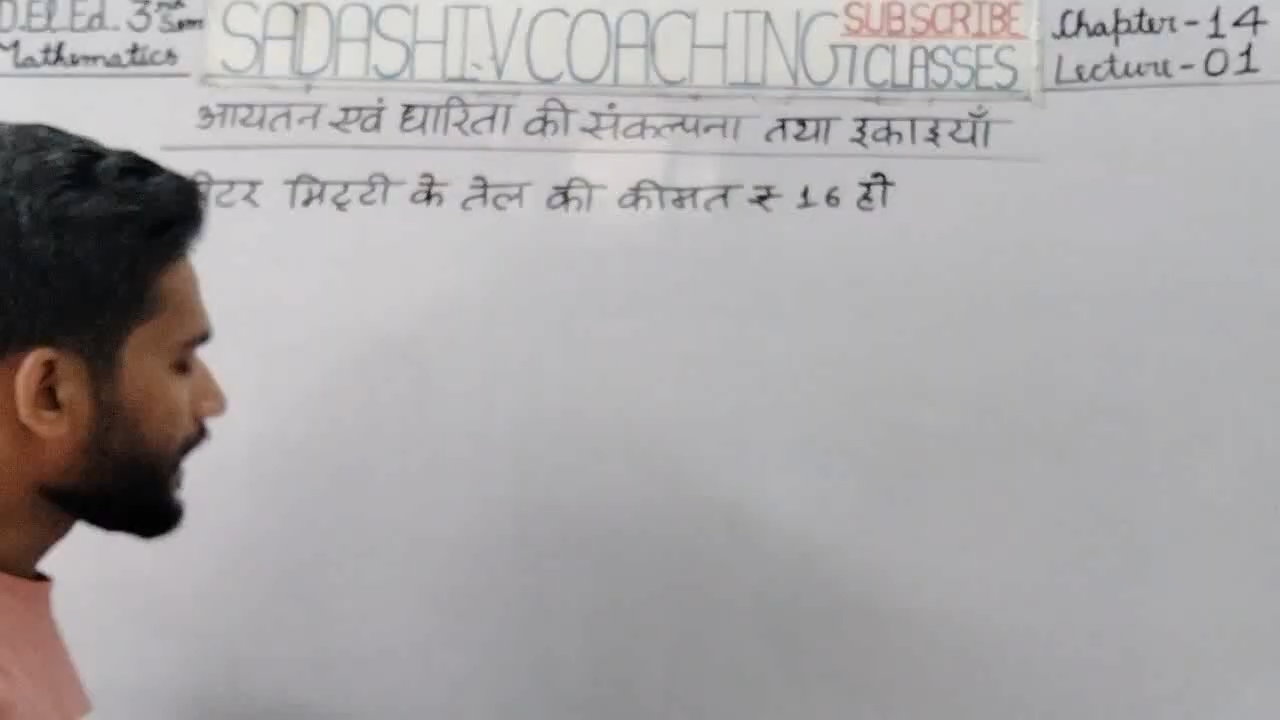 D.El.Ed. 3rd Sem
Mathematics
SADASHIV COACHING CLASSES
SUBSCRIBE
Chapter-14
Lecture-01
आयतन एवं धारिता की संकल्पना तथा इकाइयाँ
मिट्टी के तेल की कीमत ₹ 16 हो